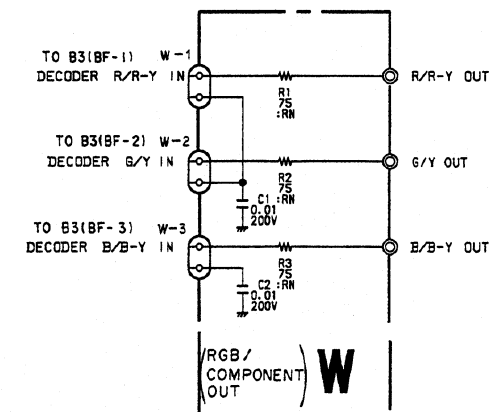 TO B3(BF-1) W-1
DECODER R/R-Y IN
R/R-Y OUT
R1
75
:RN
TO B3(BF-2) W-2
DECODER G/Y IN
G/Y OUT
R2
75
:RN
C1
0.01
200V
TO B3(BF-3) W-3
DECODER B/B-Y IN
B/B-Y OUT
R3
75
:RN
C2
0.01
200V
(RGB/
COMPONENT
OUT)
W